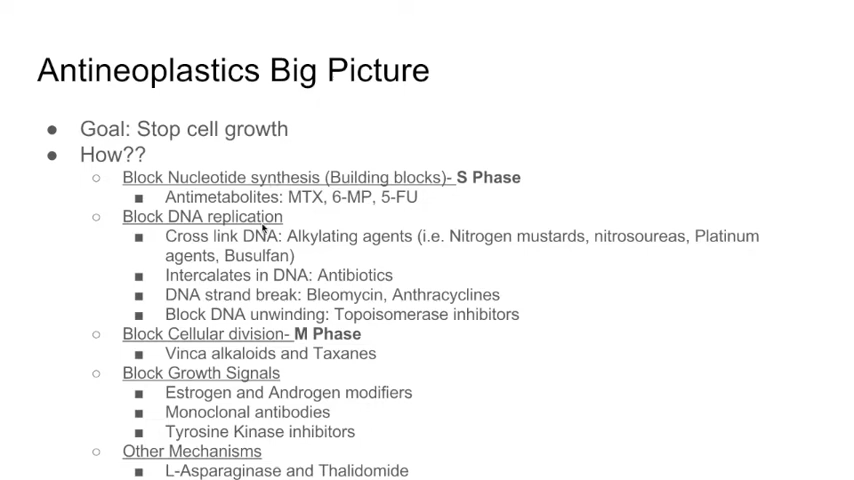 Antineoplastics Big Picture
● Goal: Stop cell growth
● How??
○ Block Nucleotide synthesis (Building blocks)- S Phase
■ Antimetabolites: MTX, 6-MP, 5-FU
○ Block DNA replication
■ Cross link DNA: Alkylating agents (i.e. Nitrogen mustards, nitrosoureas, Platinum
agents, Busulfan)
■ Intercalates in DNA: Antibiotics
■ DNA strand break: Bleomycin, Anthracyclines
■ Block DNA unwinding: Topoisomerase inhibitors
○ Block Cellular division- M Phase
■ Vinca alkaloids and Taxanes
○ Block Growth Signals
■ Estrogen and Androgen modifiers
■ Monoclonal antibodies
■ Tyrosine Kinase inhibitors
○ Other Mechanisms
■ L-Asparaginase and Thalidomide